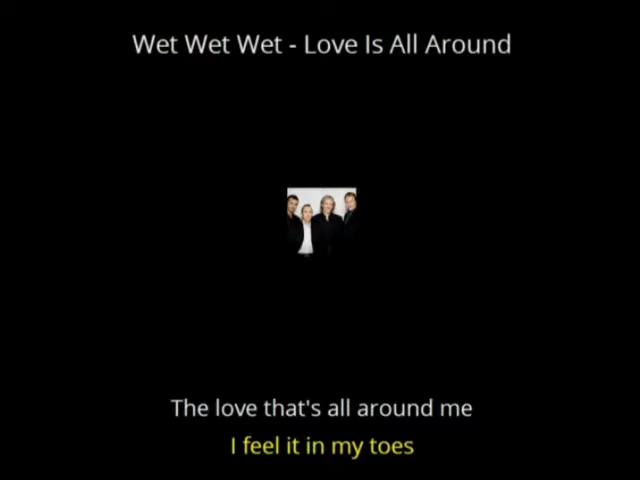 Wet Wet Wet - Love Is All Around
The love that's all around me
I feel it in my toes